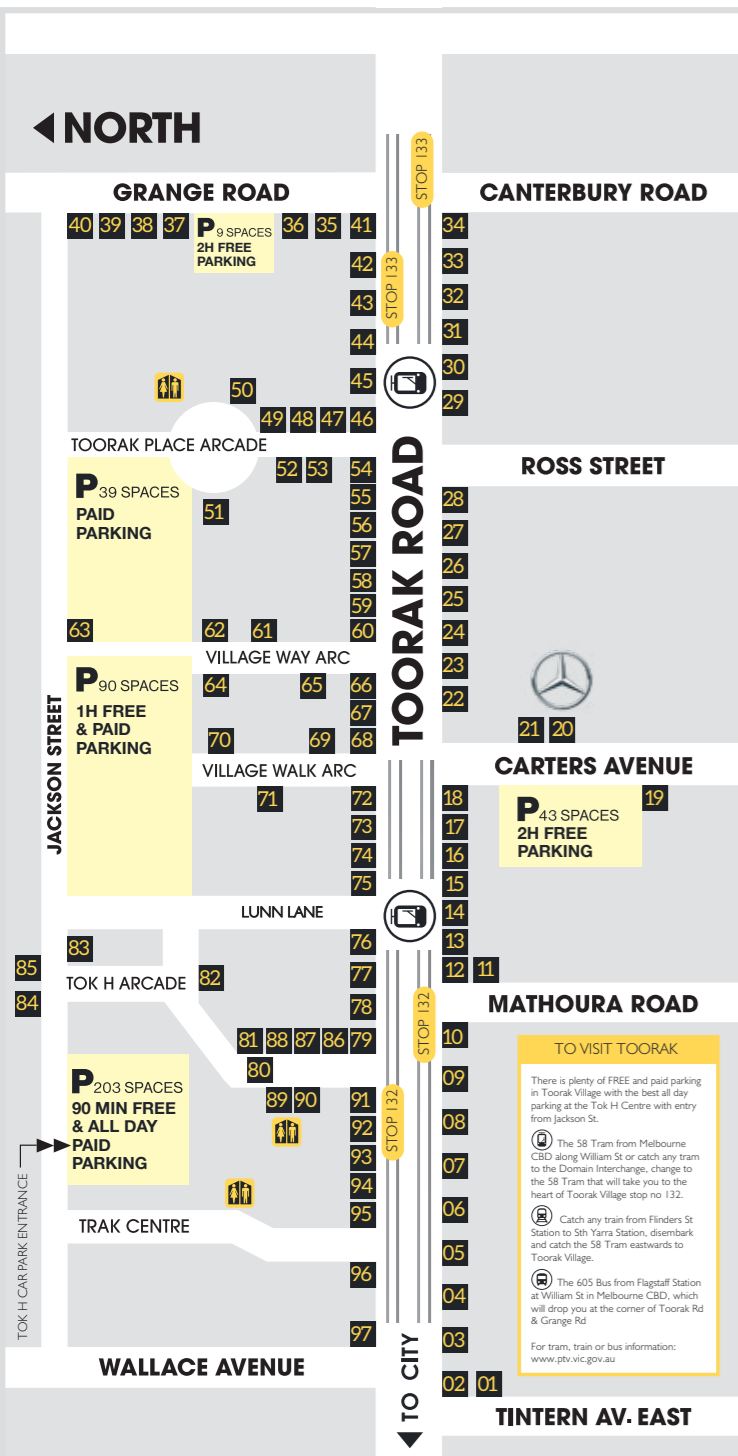 NORTH
STOP 133
GRANGE ROAD
CANTERBURY ROAD
40 39 38 37
P 9 SPACES
2H FREE
PARKING
36 35 41
34
42
33
STOP 133
43
32
44
31
45
30
50
29
49 48 47 46
TOORAK PLACE ARCADE
TOORAK ROAD
ROSS STREET
52 53 54
P 39 SPACES
PAID
PARKING
51
55
28
56
27
57
26
58
25
59
63 62 61 60
24
VILLAGE WAY ARC
23
P 90 SPACES
1H FREE
& PAID
PARKING
64 65 66
22
67
70 69 68
21 20
JACKSON STREET
VILLAGE WALK ARC
CARTERS AVENUE
71 72
18
P 43 SPACES
2H FREE
PARKING
19
73
17
74
16
75
15
LUNN LANE
14
83
76
13
85
TOK H ARCADE
82
77
12 11
84
78
STOP 132
MATHOURA ROAD
81 88 87 86 79
10
80
09
P 203 SPACES
90 MIN FREE
& ALL DAY
PAID
PARKING
89 90 91
STOP 132
08
92
93
07
94
95
06
TOK H CAR PARK ENTRANCE
TRAK CENTRE
05
96
04
97
03
WALLACE AVENUE
TO CITY
02 01
TINTERN AV. EAST
TO VISIT TOORAK
There is plenty of FREE and paid parking
in Toorak Village with the best all day
parking at the Tok H Centre with entry
from Jackson St.
The 58 Tram from Melbourne
CBD along William St or catch any tram
to the Domain Interchange, change to
the 58 Tram that will take you to the
heart of Toorak Village stop no 132.
Catch any train from Flinders St
Station to Sth Yarra Station, disembark
and catch the 58 Tram eastwards to
Toorak Village.
The 605 Bus from Flagstaff Station
at William St in Melbourne CBD, which
will drop you at the corner of Toorak Rd
& Grange Rd
For tram, train or bus information:
www.ptv.vic.gov.au